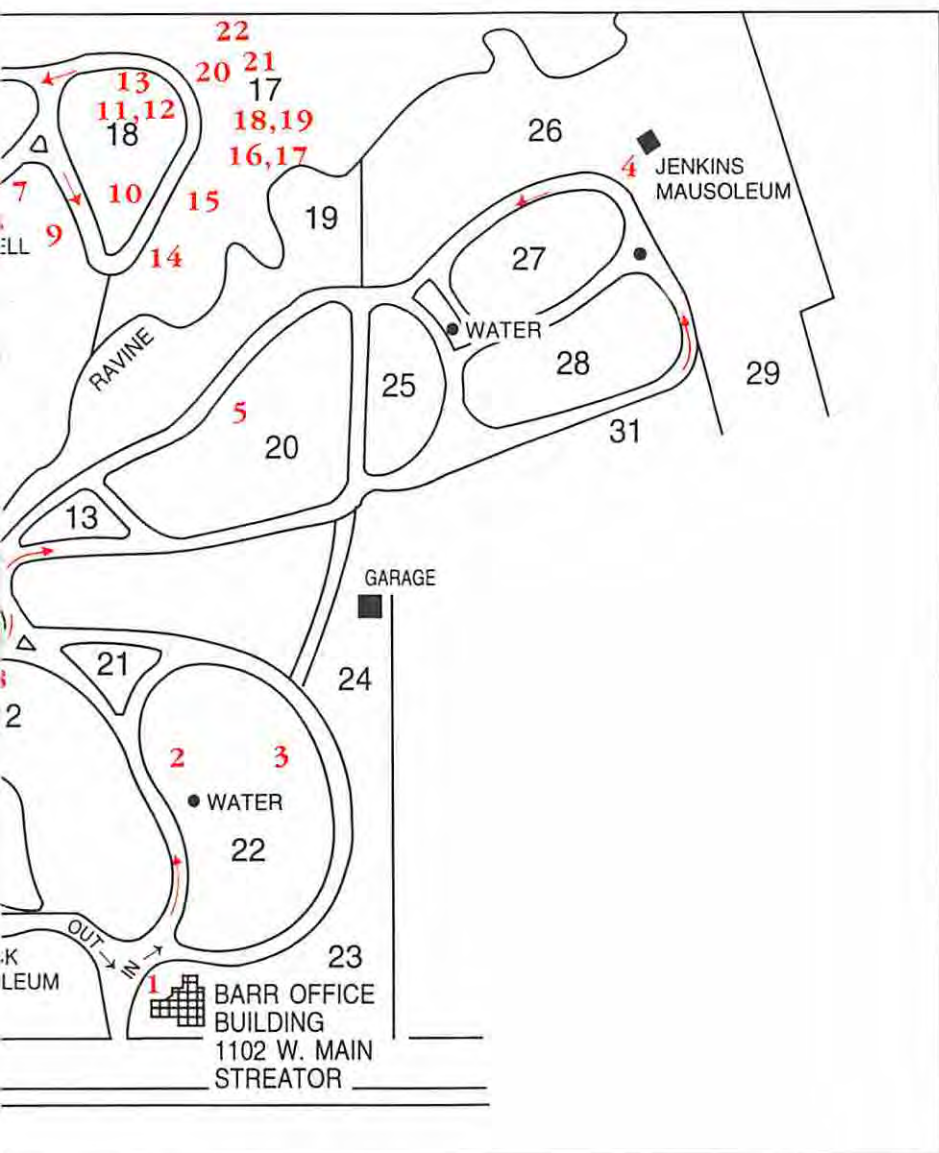 22
20 21
13
17
11,12
18,19
18
16,17
26
4
JENKINS
MAUSOLEUM
7
10
15
19
9
ELL
14
27
WATER
RAVINE
28
29
25
5
31
20
13
GARAGE
21
24
2
2
3
WATER
22
OUT →
IN →
23
LEUM
1
BARR OFFICE
BUILDING
1102 W. MAIN
STREATOR